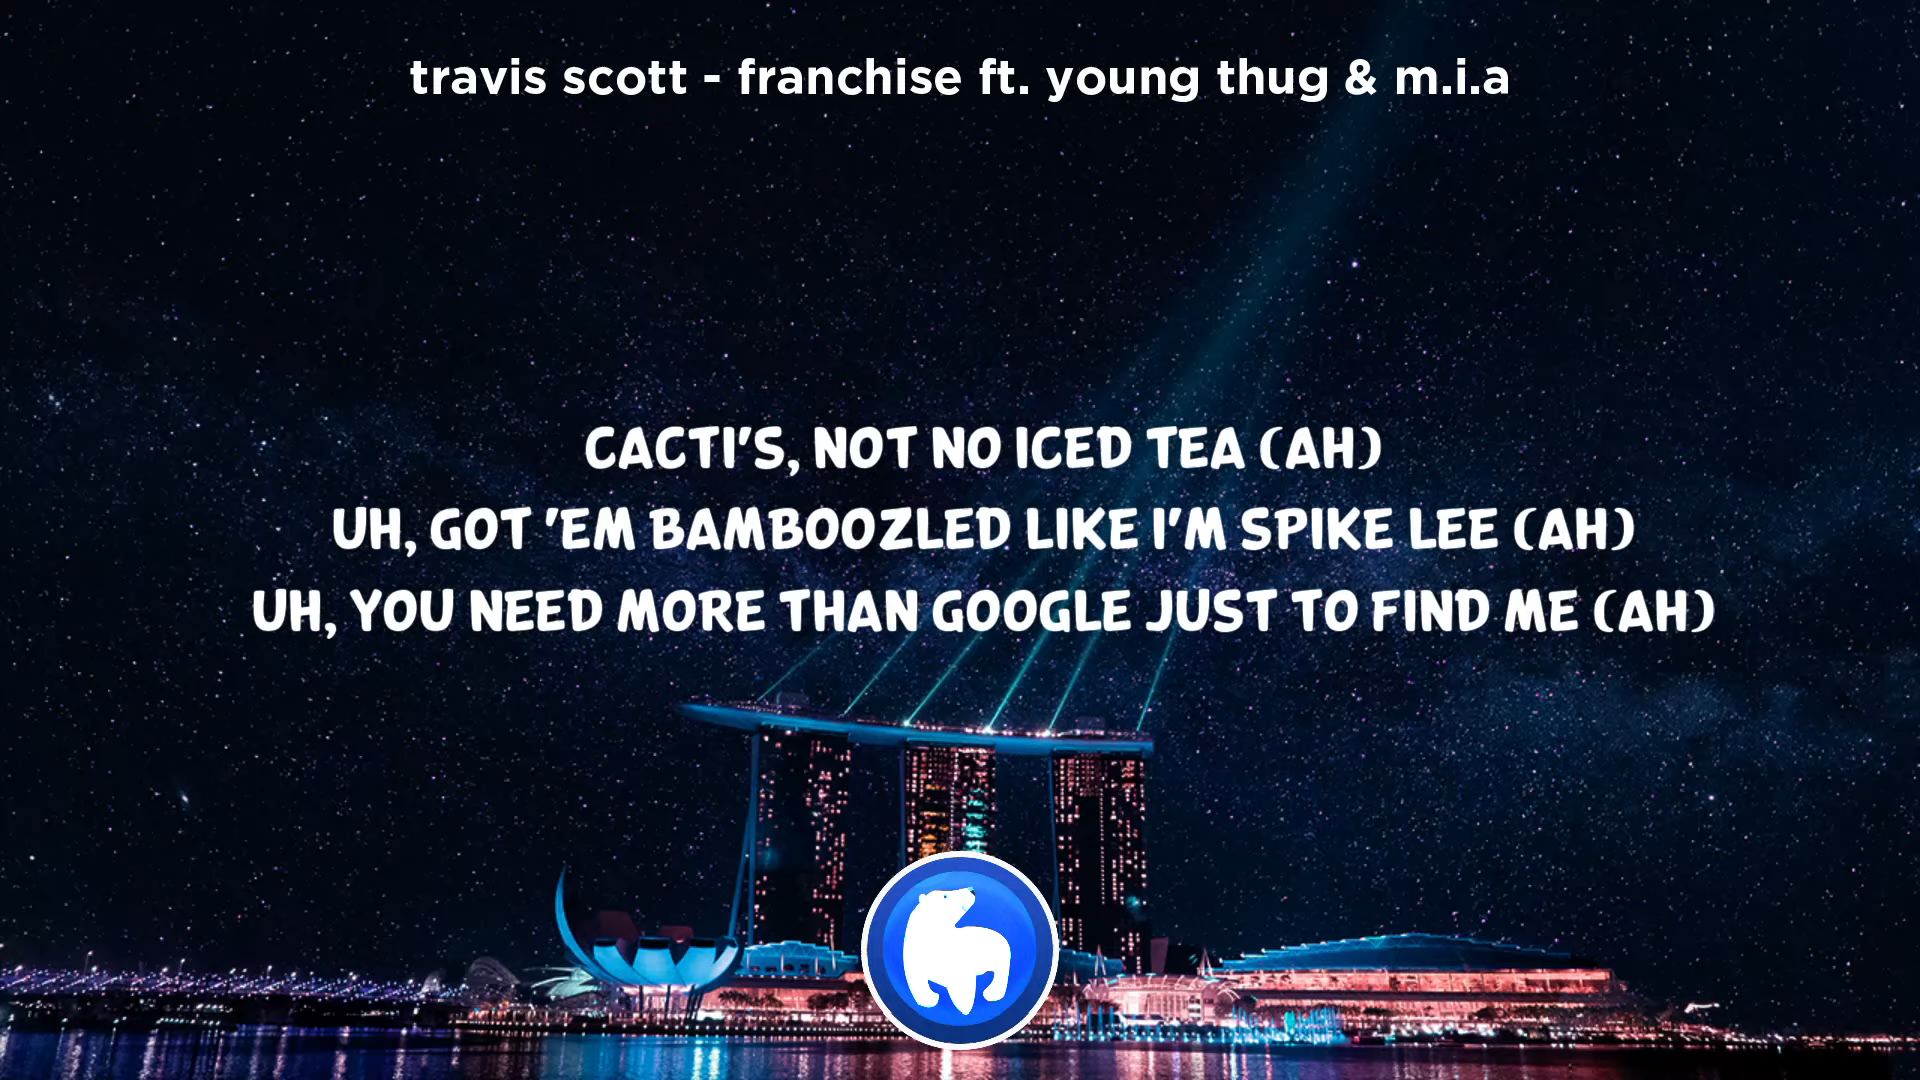 travis scott - franchise ft. young thug & m.i.a
CACTI'S, NOT NO ICED TEA (AH)
UH, GOT 'EM BAMBOOZLED LIKE I'M SPIKE LEE (AH)
UH, YOU NEED MORE THAN GOOGLE JUST TO FIND ME (AH)